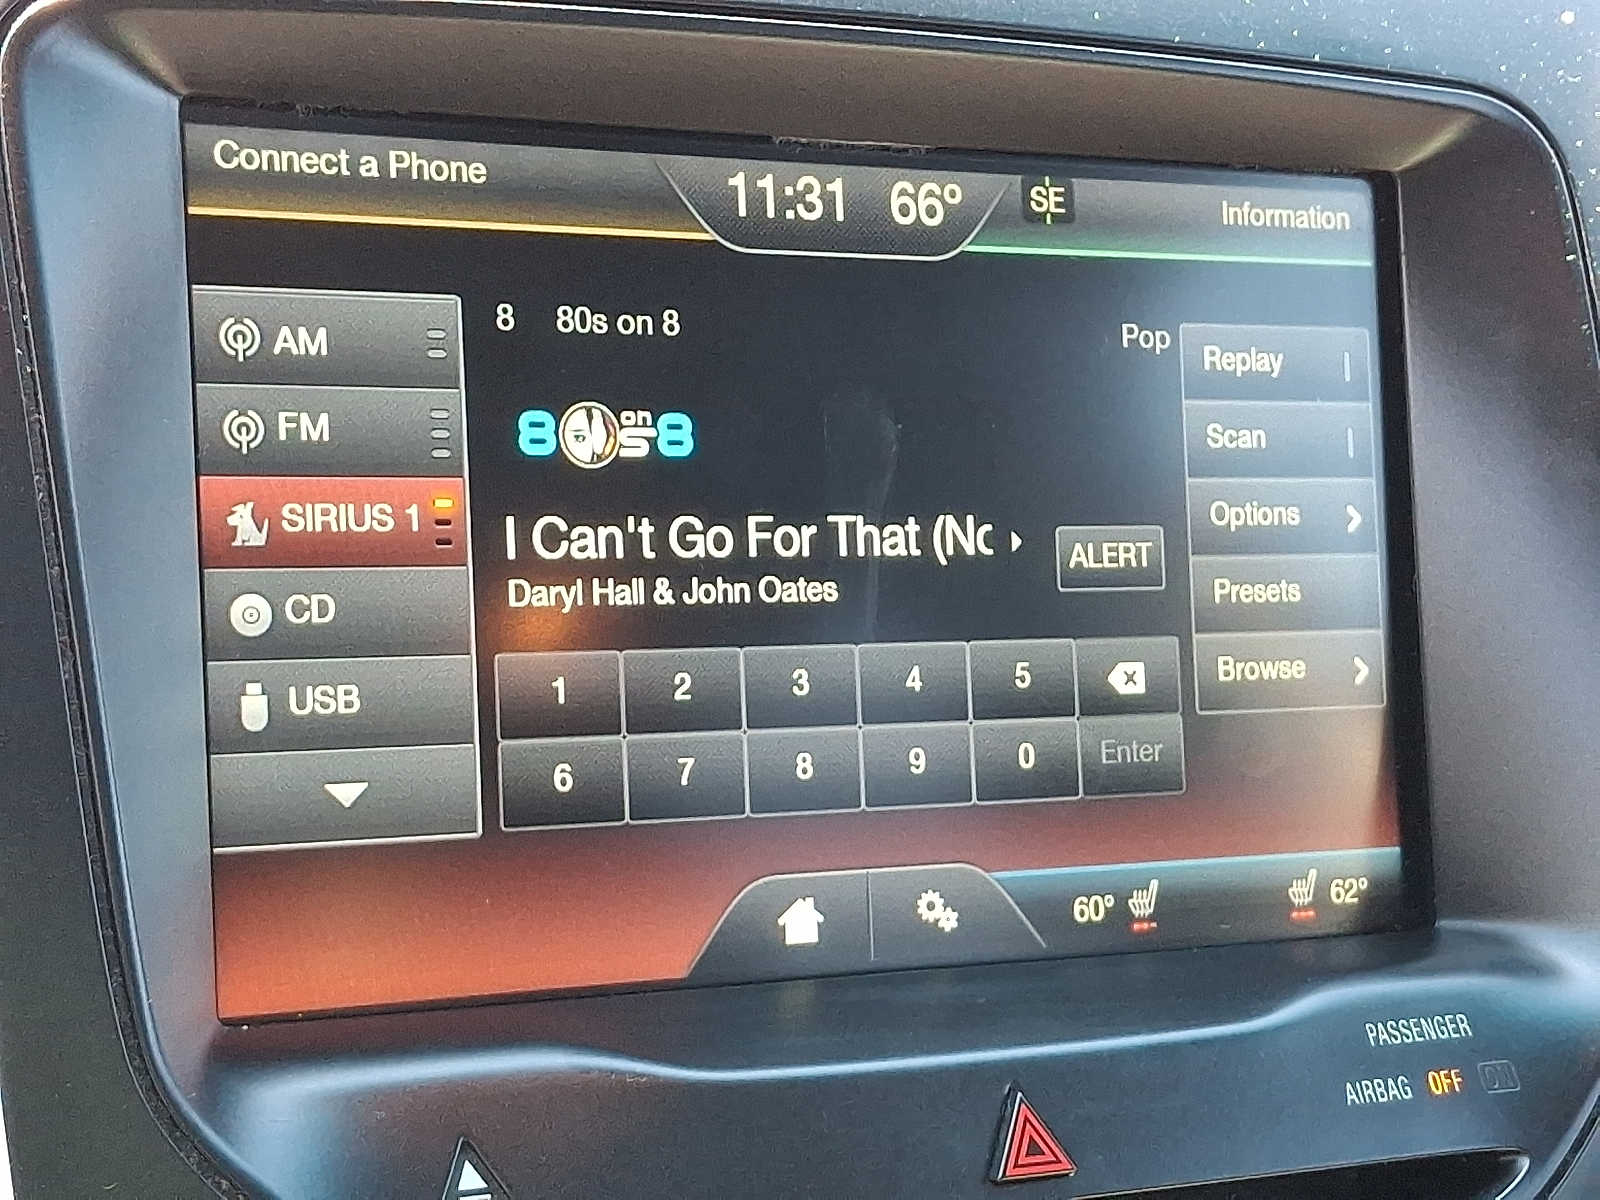 Connect a Phone
11:31 66° SE
Information
AM
FM
SIRIUS 1
CD
USB
8 80s on 8
Pop
8 on s 8
I Can't Go For That (Nc
Daryl Hall & John Oates
ALERT
1 2 3 4 5
6 7 8 9 0 Enter
Replay
Scan
Options
Presets
Browse
60° 62°
PASSENGER
AIRBAG OFF ON